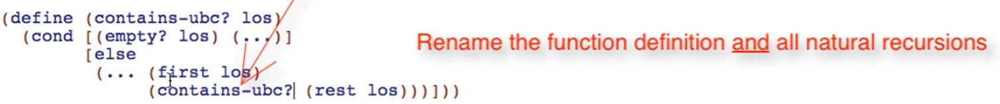 (define (contains-ubc? los)
  (cond [(empty? los) (...)]
        [else
         (... (first los)
              (contains-ubc? (rest los)))]))
Rename the function definition and all natural recursions